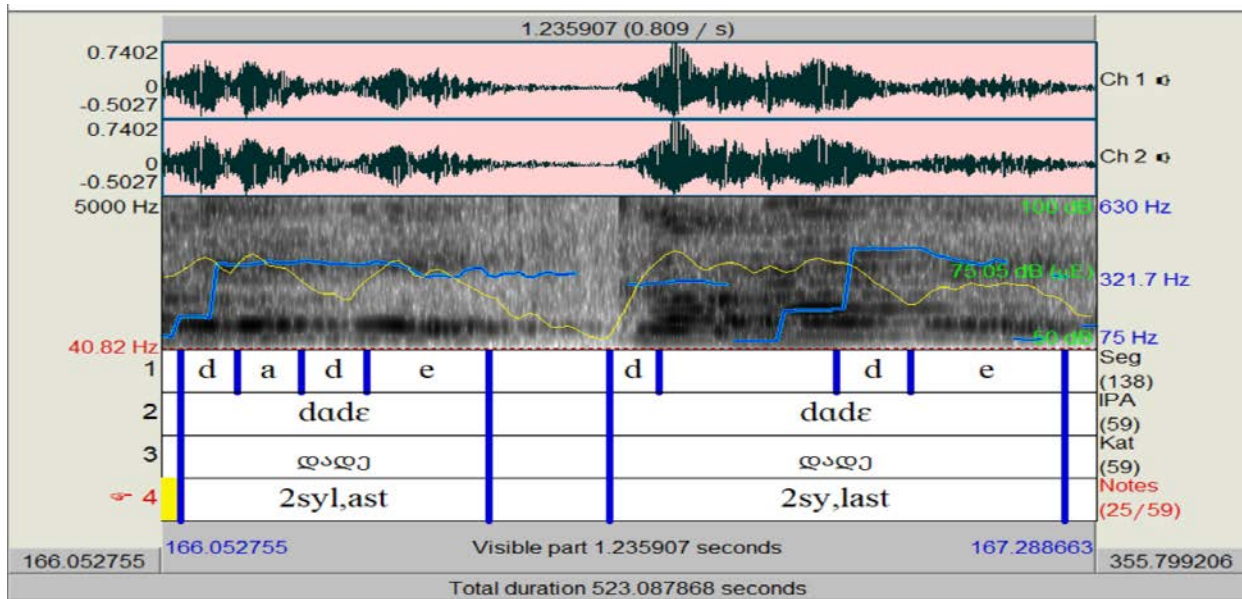 1.235907 (0.809 / s)
0.7402
0
-0.5027
Ch 1
0.7402
0
-0.5027
Ch 2
5000 Hz
100 dB
630 Hz
75.05 dB (µE)
321.7 Hz
40.82 Hz
50 dB
75 Hz
1 d a d e d d e Seg (138)
2 dɑdɛ dɑdɛ IPA (59)
3 დადე დადე Kat (59)
4 2syl,ast 2sy,last Notes (25/59)
166.052755 Visible part 1.235907 seconds 167.288663
166.052755 355.799206
Total duration 523.087868 seconds